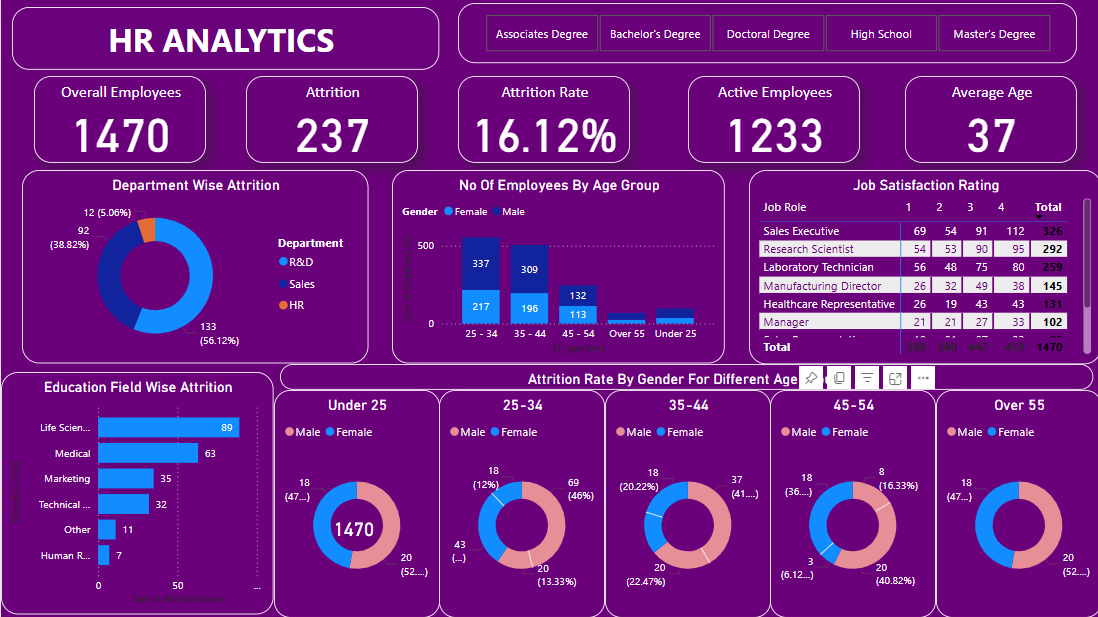 HR ANALYTICS
Associates Degree
Bachelor's Degree
Doctoral Degree
High School
Master's Degree
Overall Employees
1470
Attrition
237
Attrition Rate
16.12%
Active Employees
1233
Average Age
37
Department Wise Attrition
12 (5.06%)
92
(38.82%)
133
(56.12%)
Department
R&D
Sales
HR
No Of Employees By Age Group
Gender Female Male
500
0
337
309
132
217
196
113
25 - 34 35 - 44 45 - 54 Over 55 Under 25
Job Satisfaction Rating
Job Role 1 2 3 4 Total
Sales Executive 69 54 91 112 326
Research Scientist 54 53 90 95 292
Laboratory Technician 56 48 75 80 259
Manufacturing Director 26 32 49 38 145
Healthcare Representative 26 19 43 43 131
Manager 21 21 27 33 102
Total 289 280 442 459 1470
Education Field Wise Attrition
Life Scien... 89
Medical 63
Marketing 35
Technical ... 32
Other 11
Human R... 7
0 50 ...
Attrition Rate By Gender For Different Age
Under 25
Male Female
18
(47...)
1470
20
(52....)
25-34
Male Female
18
(12%)
69
(46%)
43
(...)
20
(13.33%)
35-44
Male Female
18
(20.22%)
37
(41....)
20
(22.47%)
45-54
Male Female
18
(36....)
8
(16.33%)
3
(6.12...)
20
(40.82%)
Over 55
Male Female
18
(47...)
20
(52....)